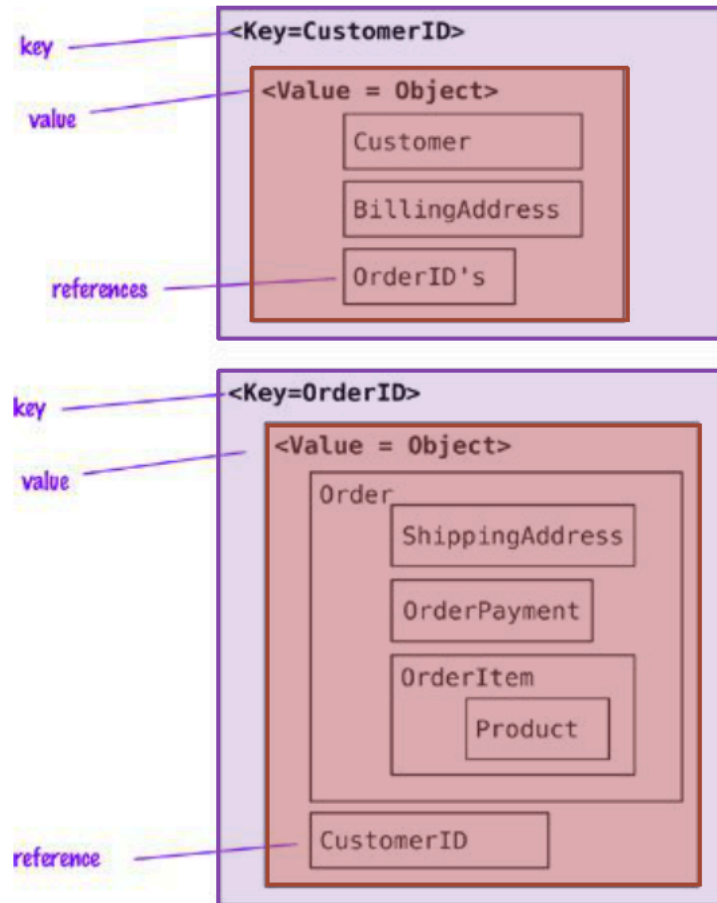 key
<Key=CustomerID>
value
<Value = Object>
Customer
BillingAddress
references
OrderID's
key
<Key=OrderID>
value
<Value = Object>
Order
ShippingAddress
OrderPayment
OrderItem
Product
reference
CustomerID